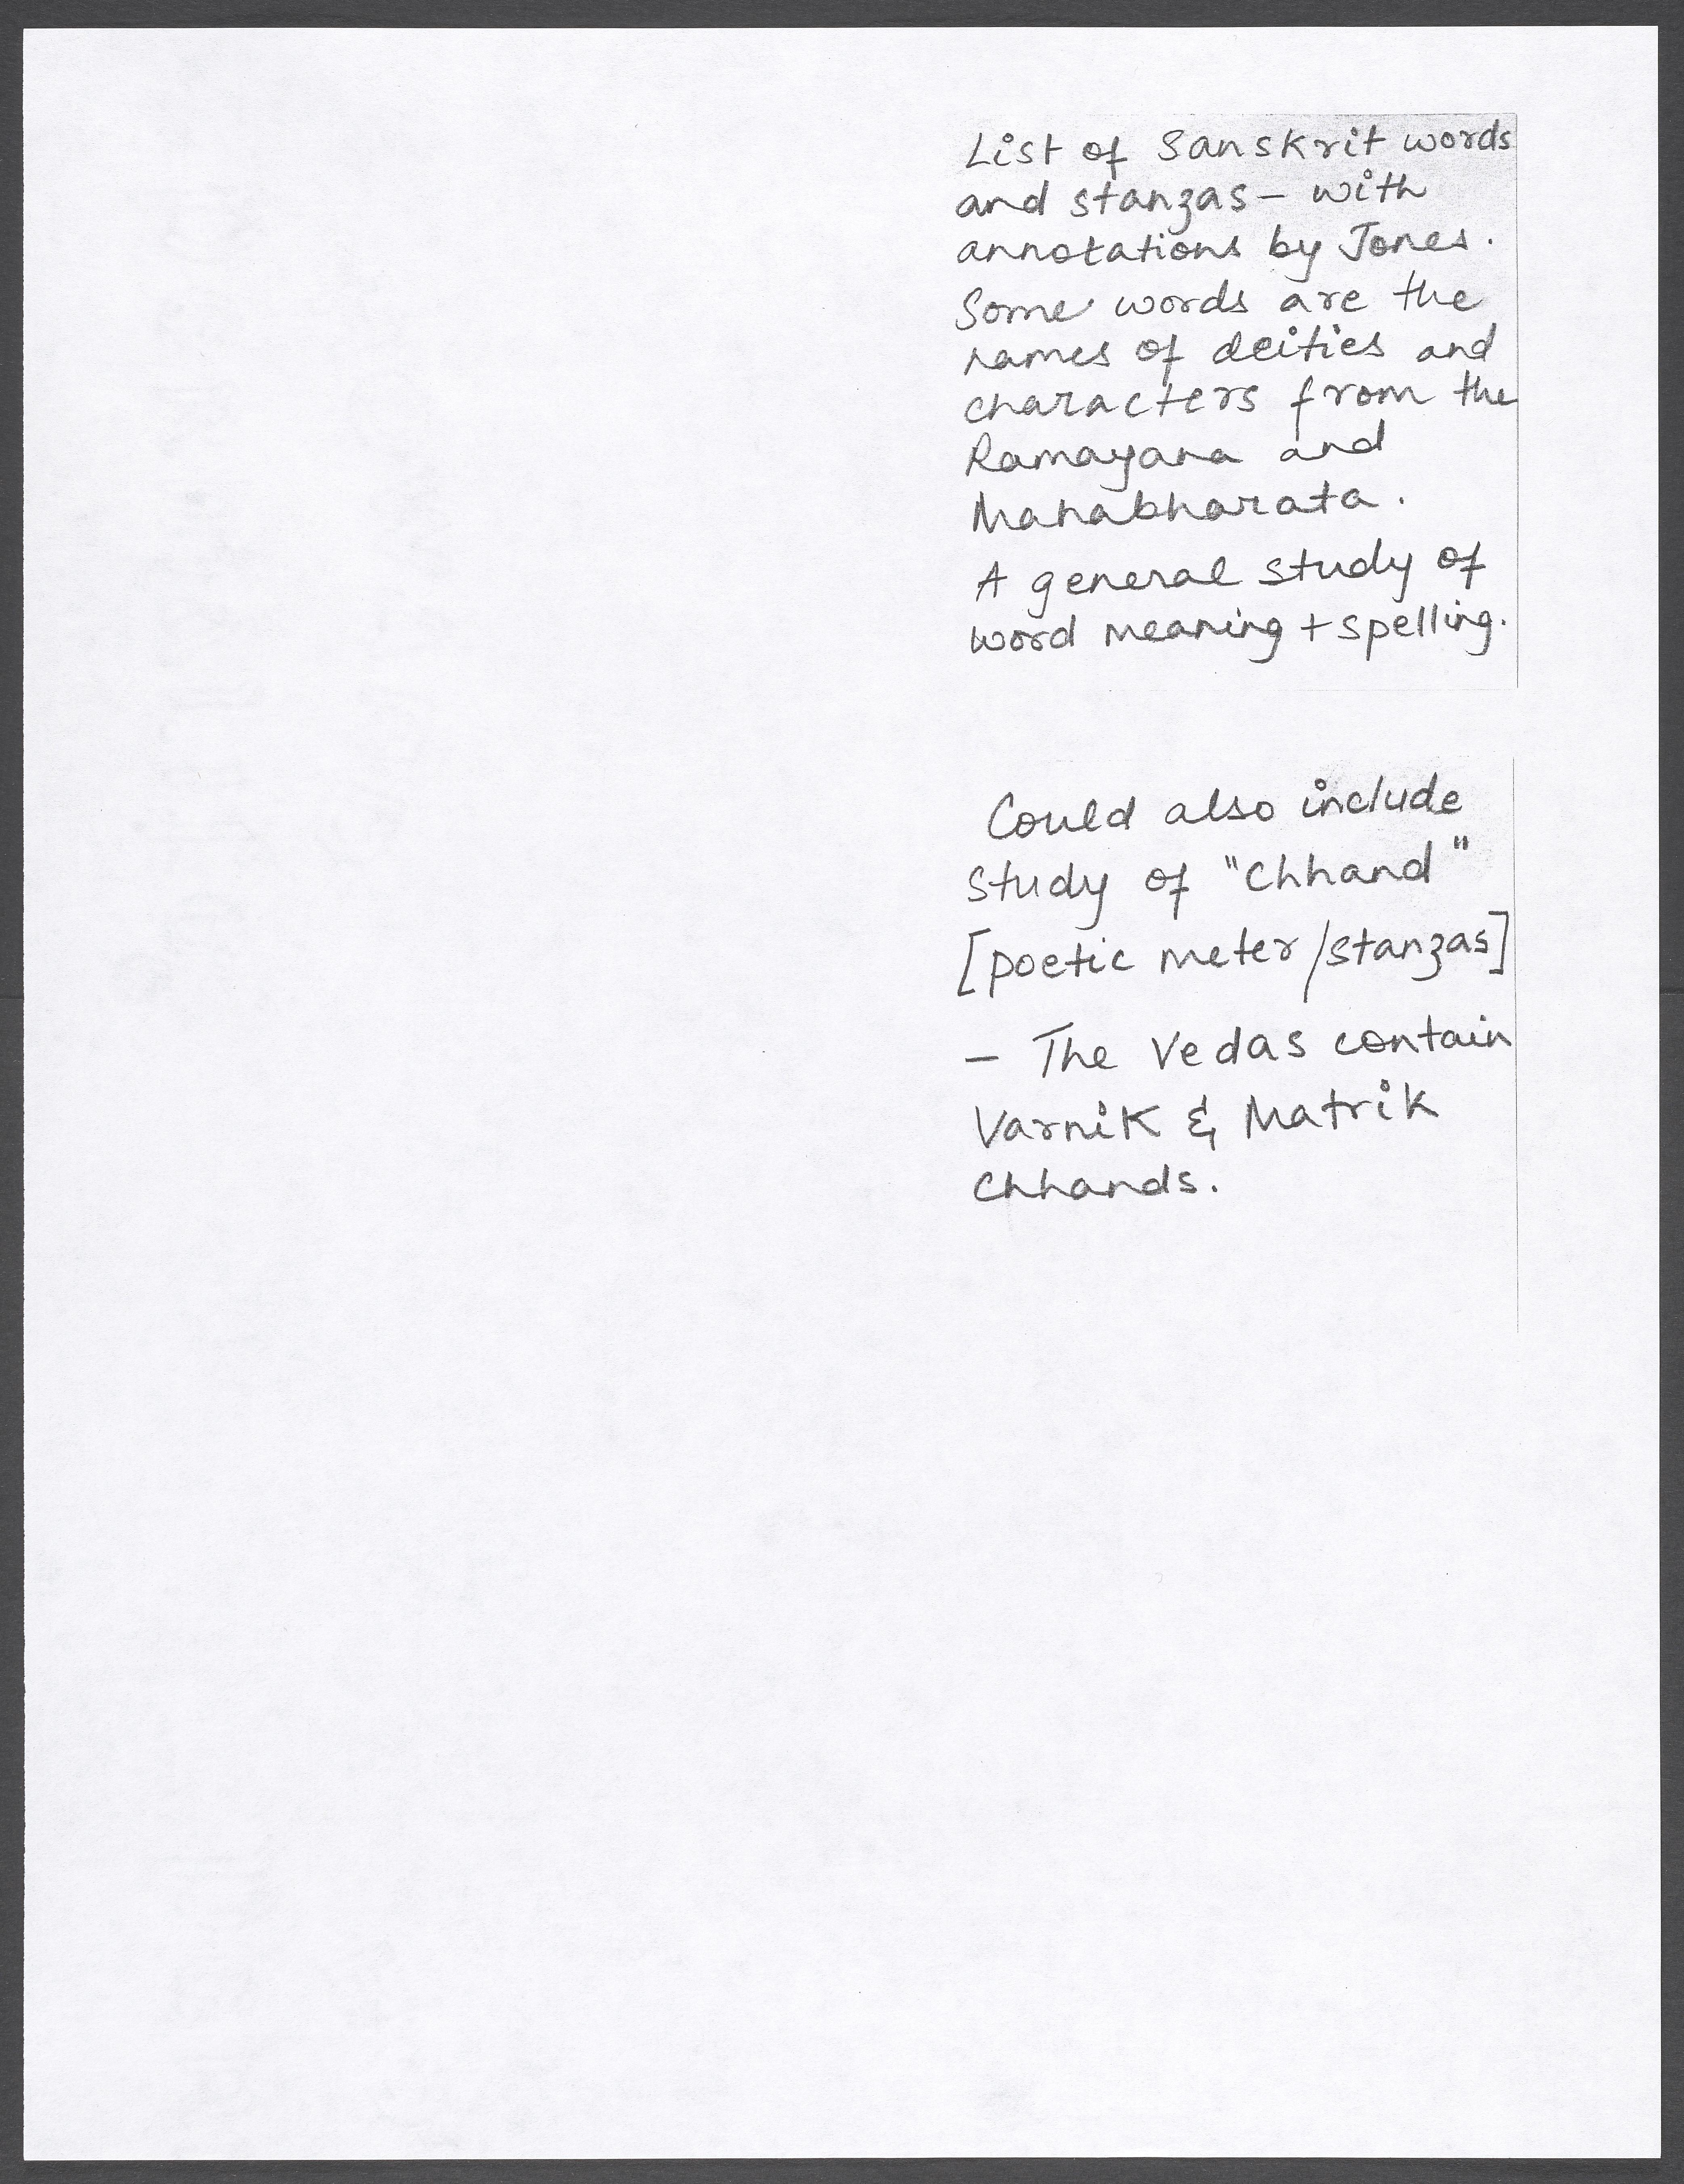 List of Sanskrit words
and stanzas – with
annotations by Jones.
Some words are the
names of deities and
characters from the
Ramayana and
Mahabharata.
A general study of
word meaning + spelling.
Could also include
study of "Chhand"
[poetic meter/stanzas]
– The Vedas contain
Varnik & Matrik
Chhands.